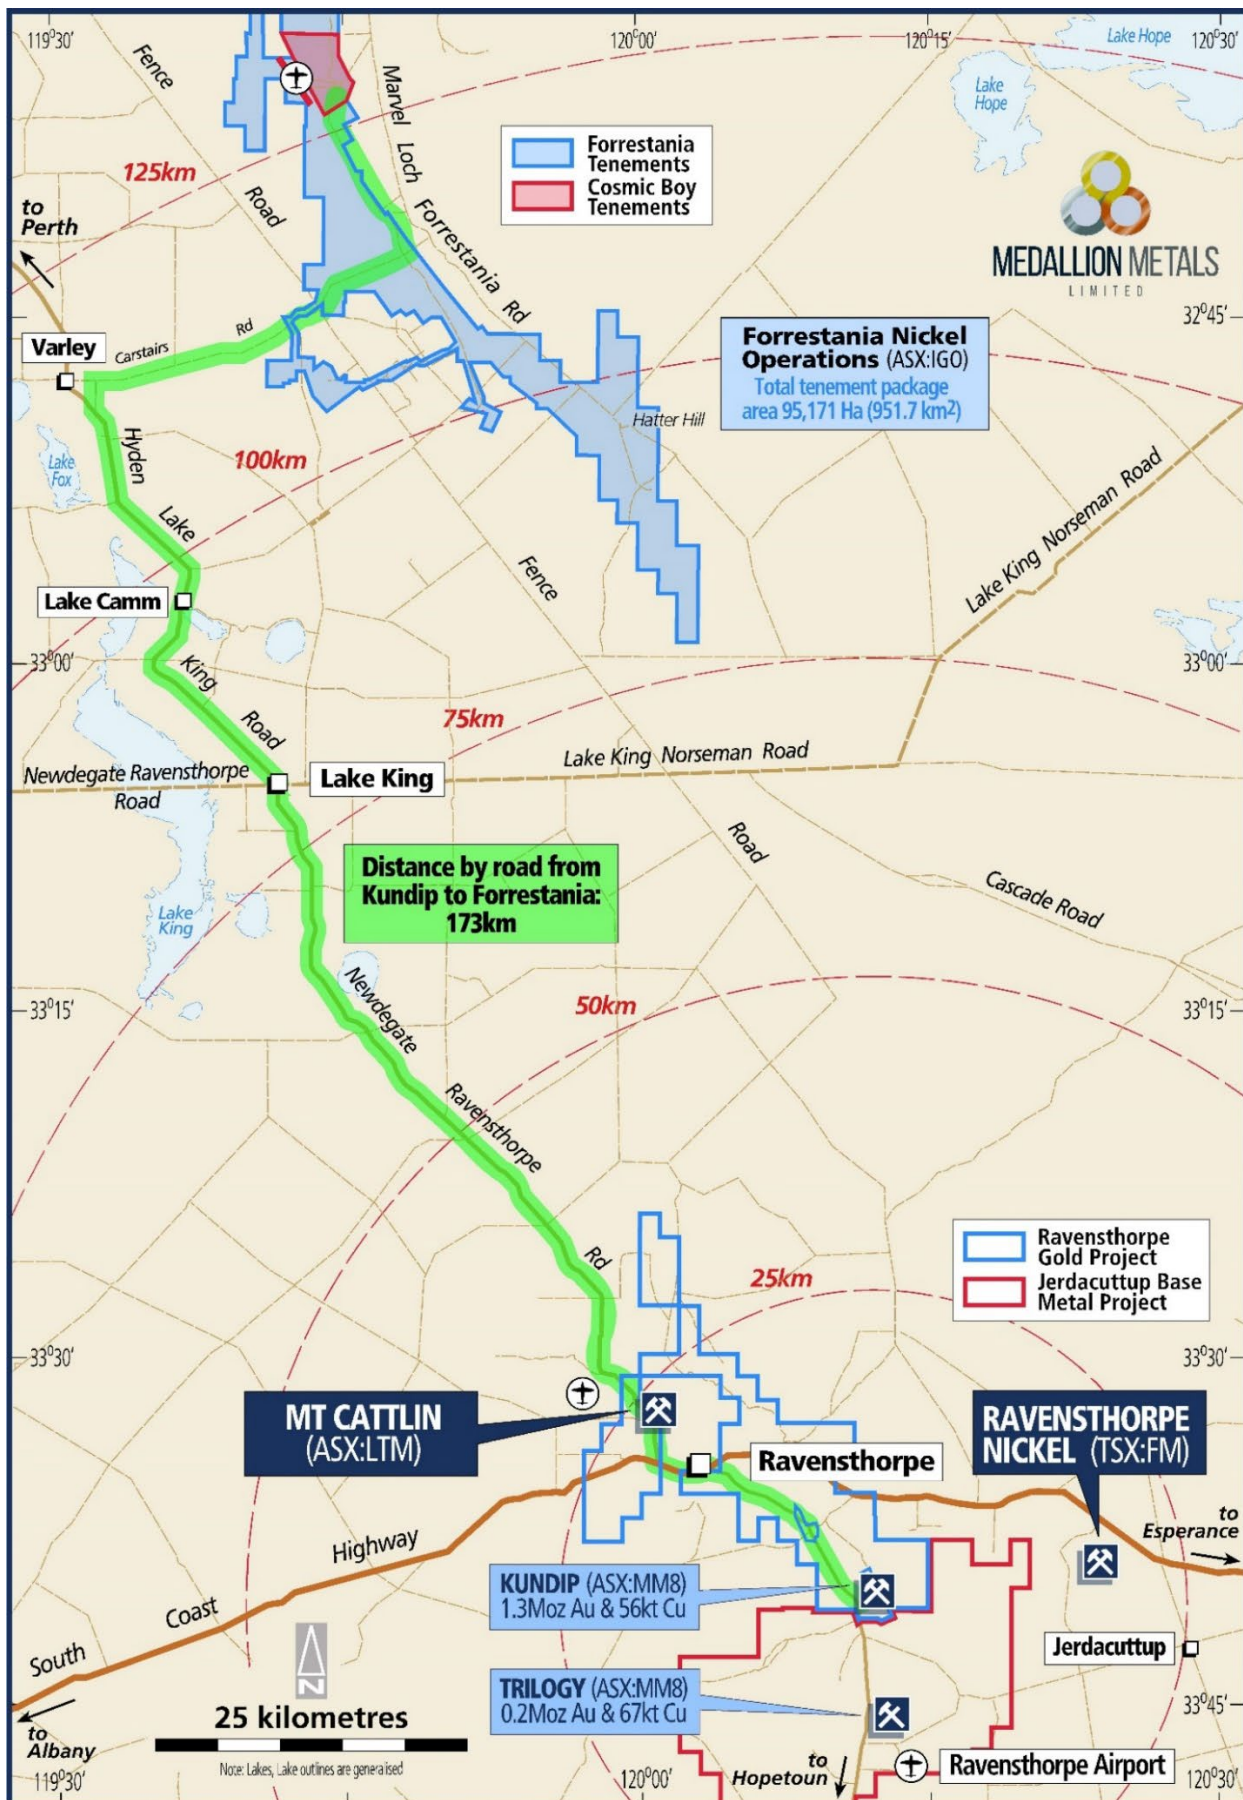 119°30'
120°00'
120°15'
120°30'
Lake Hope
Lake
Hope
Fence
Road
Marvel
Loch
Forrestania Rd
Forrestania
Tenements
Cosmic Boy
Tenements
125km
to
Perth
MEDALLION METALS
LIMITED
32°45'
Varley
Carstairs
Rd
Forrestania Nickel
Operations (ASX:IGO)
Total tenement package
area 95,171 Ha (951.7 km²)
Hatter Hill
Hyden
Lake
Fox
100km
Lake
Lake King Norseman Road
Fence
Lake Camm
33°00'
33°00'
King
Road
75km
Newdegate Ravensthorpe
Road
Lake King
Lake King Norseman Road
Road
Distance by road from
Kundip to Forrestania:
173km
Cascade Road
Lake
King
33°15'
33°15'
Newdegate
50km
Ravensthorpe
Rd
25km
Ravensthorpe
Gold Project
Jerdacuttup Base
Metal Project
33°30'
33°30'
MT CATTLIN
(ASX:LTM)
RAVENSTHORPE
NICKEL (TSX:FM)
Ravensthorpe
to
Esperance
Highway
Coast
South
KUNDIP (ASX:MM8)
1.3Moz Au & 56kt Cu
Jerdacuttup
TRILOGY (ASX:MM8)
0.2Moz Au & 67kt Cu
33°45'
N
25 kilometres
Note: Lakes, Lake outlines are generalised
to
Albany
to
Hopetoun
Ravensthorpe Airport
119°30'
120°00'
120°30'